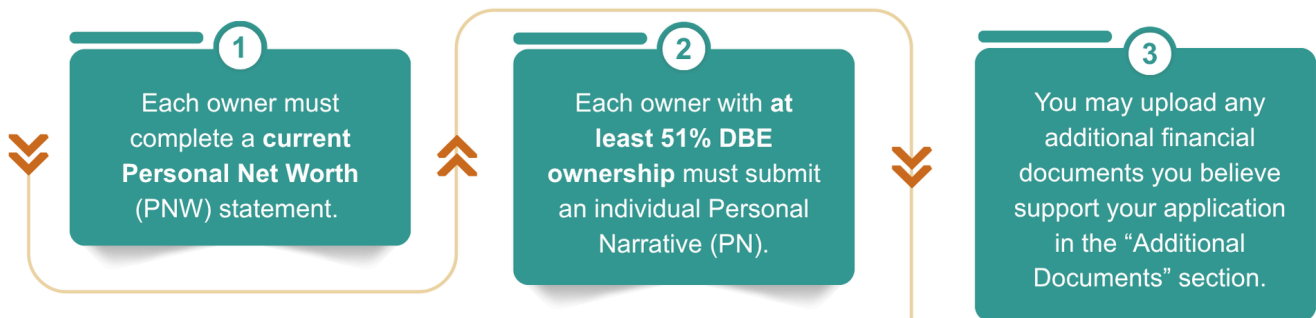 1
Each owner must
complete a current
Personal Net Worth
(PNW) statement.
2
Each owner with at
least 51% DBE
ownership must submit
an individual Personal
Narrative (PN).
3
You may upload any
additional financial
documents you believe
support your application
in the “Additional
Documents” section.